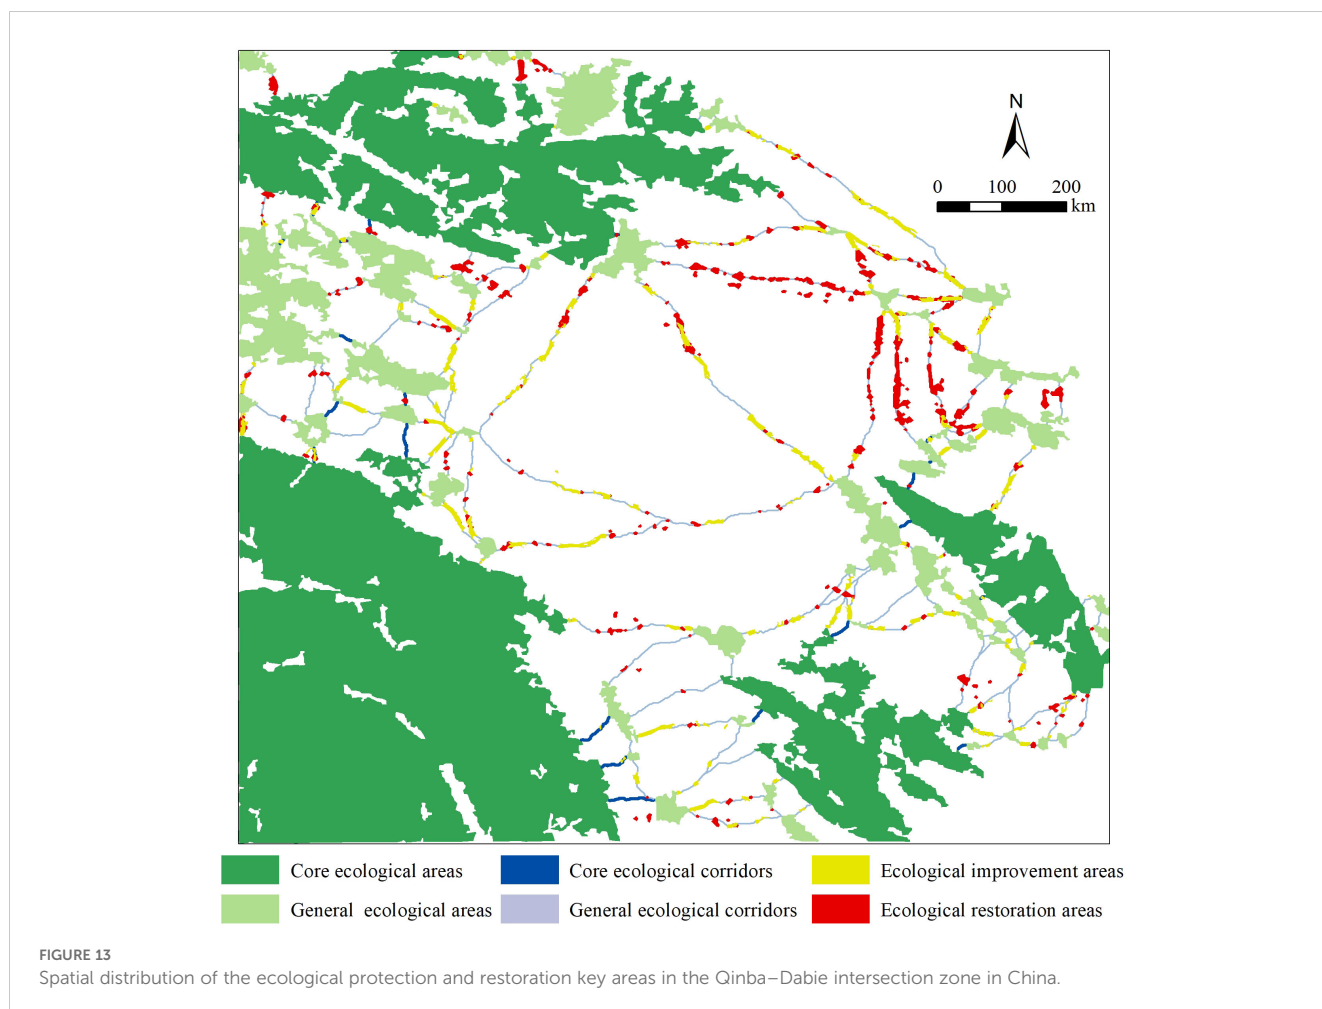 N
0 100 200
km
Core ecological areas Core ecological corridors Ecological improvement areas
General ecological areas General ecological corridors Ecological restoration areas
FIGURE 13
Spatial distribution of the ecological protection and restoration key areas in the Qinba–Dabie intersection zone in China.